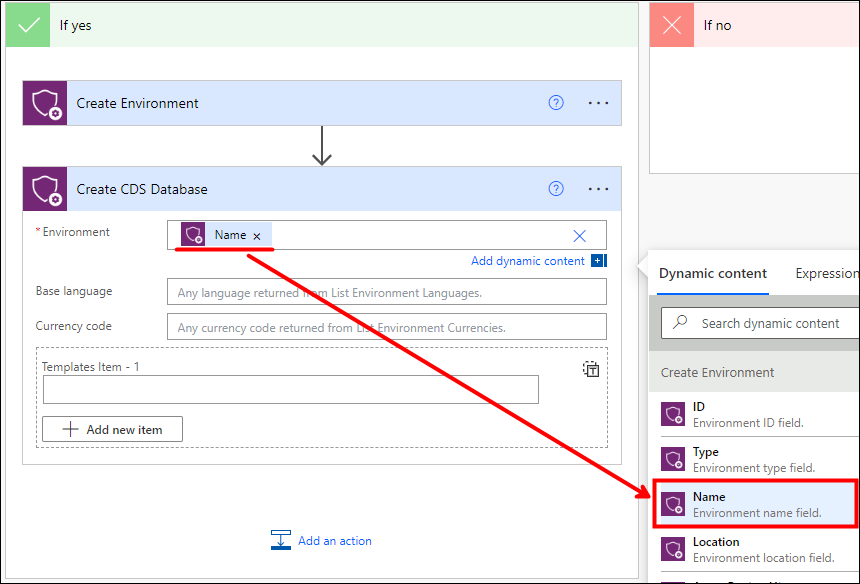 If yes
If no
Create Environment
?
Create CDS Database
?
* Environment
Name ×
Add dynamic content
Base language
Any language returned from List Environment Languages.
Currency code
Any currency code returned from List Environment Currencies.
Templates Item - 1
Add new item
Add an action
Dynamic content
Expression
Search dynamic content
Create Environment
ID
Environment ID field.
Type
Environment type field.
Name
Environment name field.
Location
Environment location field.